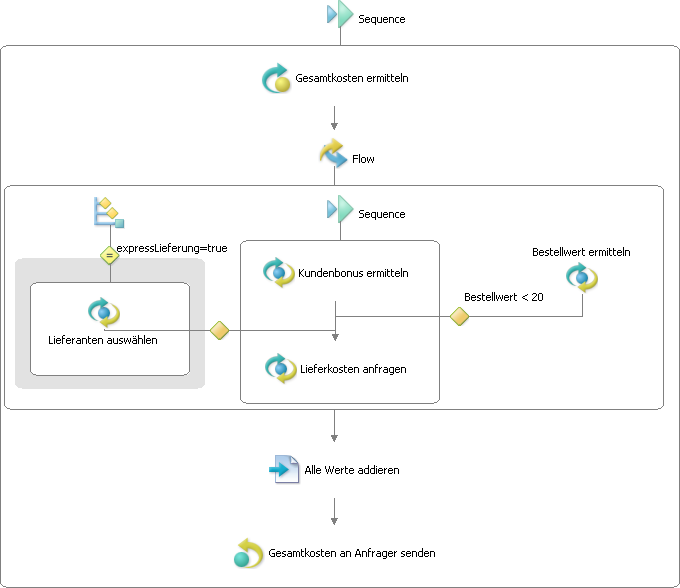 Sequence
Gesamtkosten ermitteln
Flow
Sequence
expressLieferung=true
=
Bestellwert ermitteln
Kundenbonus ermitteln
Bestellwert < 20
Lieferanten auswählen
Lieferkosten anfragen
Alle Werte addieren
Gesamtkosten an Anfrager senden